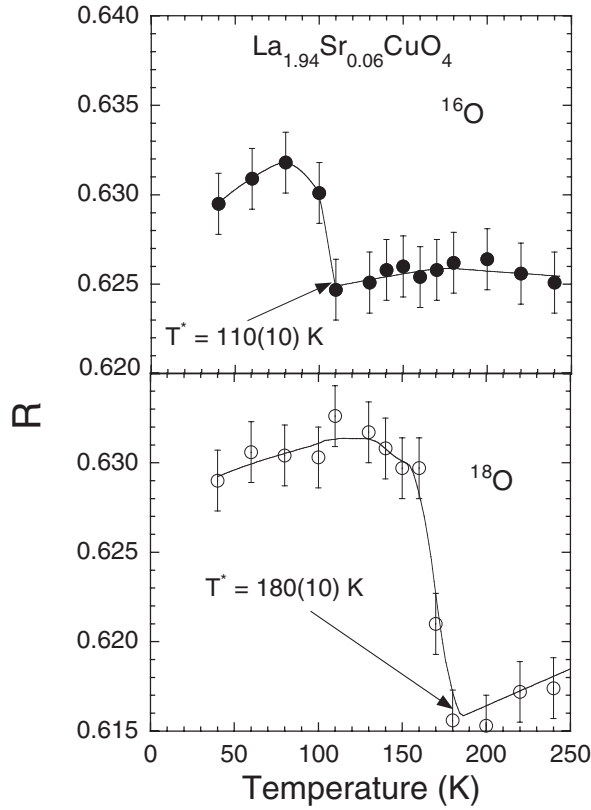 La1.94Sr0.06CuO4
16O
0.640
0.635
0.630
0.625
0.620
T* = 110(10) K
R
18O
0.630
0.625
0.620
0.615
T* = 180(10) K
0 50 100 150 200 250
Temperature (K)